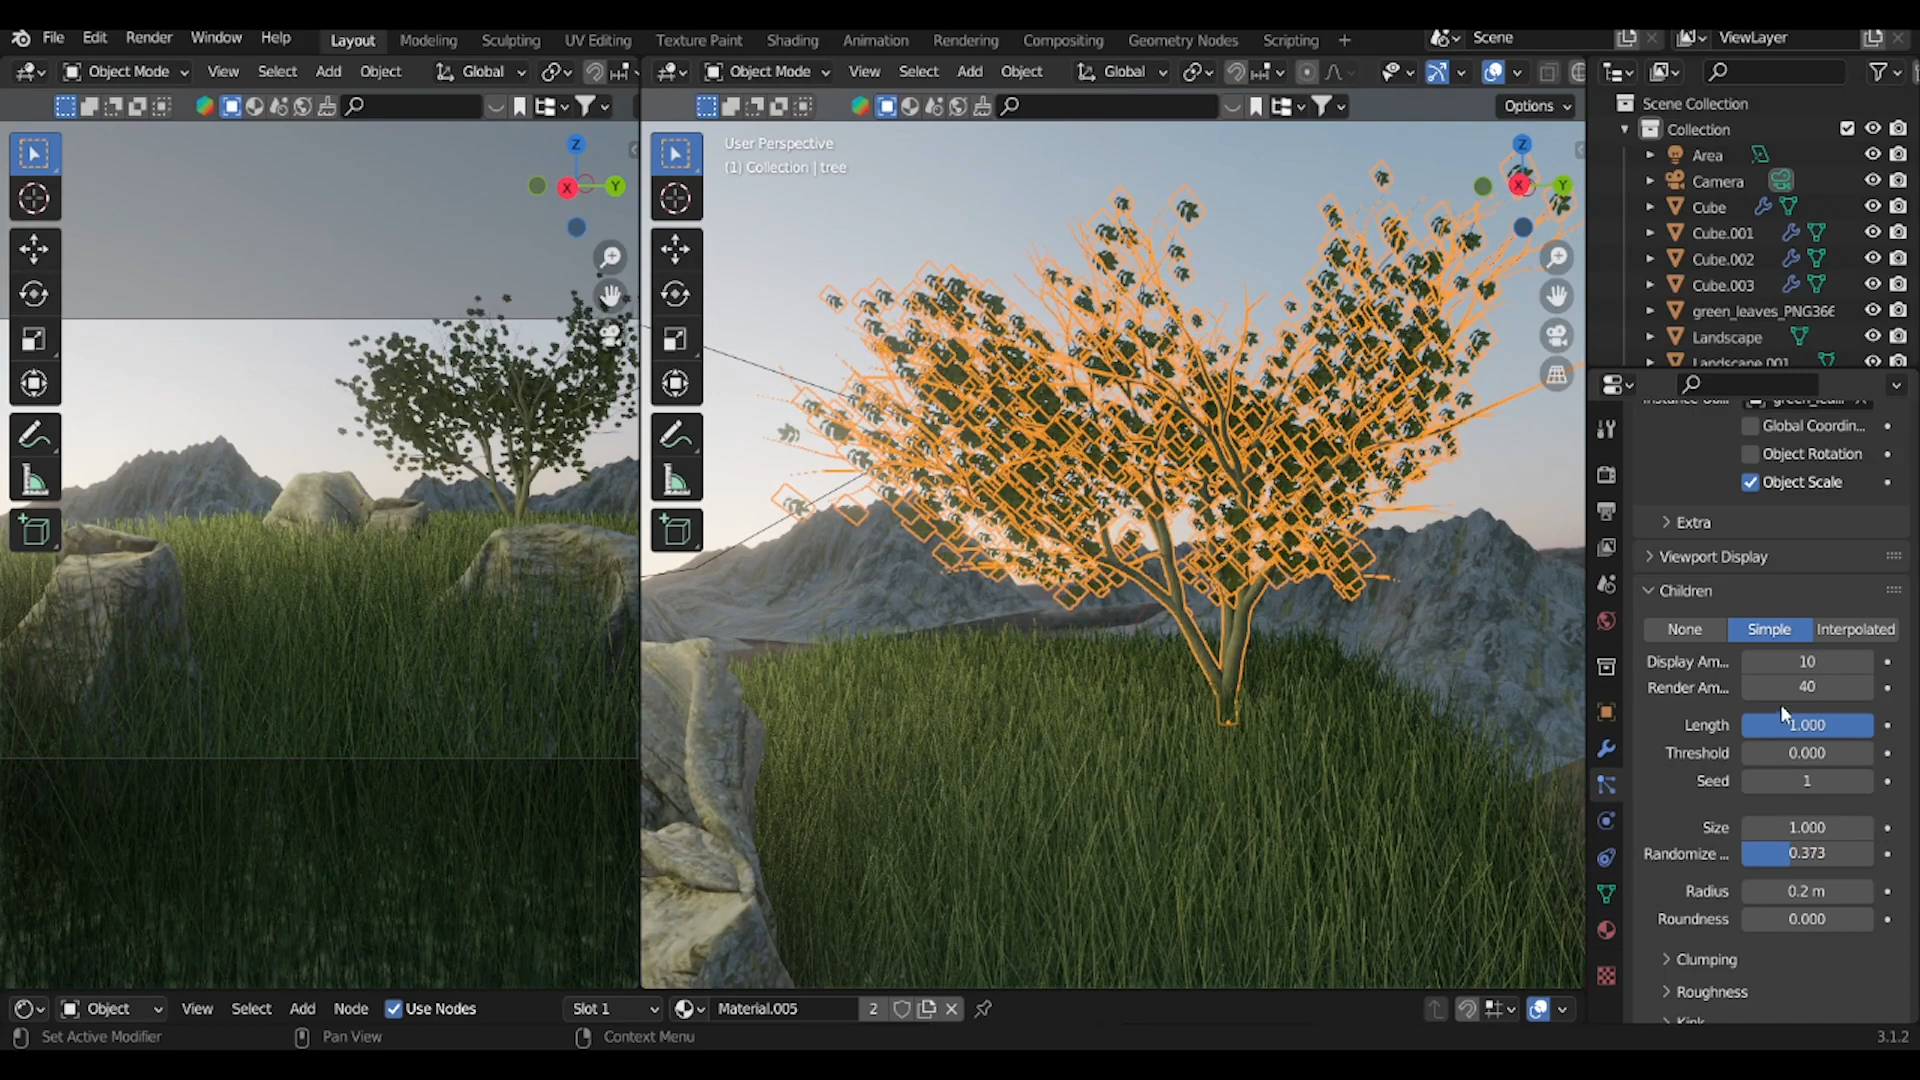 File Edit Render Window Help Layout Modeling Sculpting UV Editing Texture Paint Shading Animation Rendering Compositing Geometry Nodes Scripting + Scene ViewLayer
Object Mode View Select Add Object Global Object Mode View Select Add Object Global
Options
User Perspective
(1) Collection | tree
Z
X
Y
Z
X
Y
Scene Collection
Collection
Area
Camera
Cube
Cube.001
Cube.002
Cube.003
green_leaves_PNG366
Landscape
Landscape.001
Global Coordin...
Object Rotation
Object Scale
Extra
Viewport Display
Children
None Simple Interpolated
Display Am... 10
Render Am... 40
Length 1.000
Threshold 0.000
Seed 1
Size 1.000
Randomize ... 0.373
Radius 0.2 m
Roundness 0.000
Clumping
Roughness
Kink
Object View Select Add Node Use Nodes Slot 1 Material.005 2
Set Active Modifier Pan View Context Menu 3.1.2